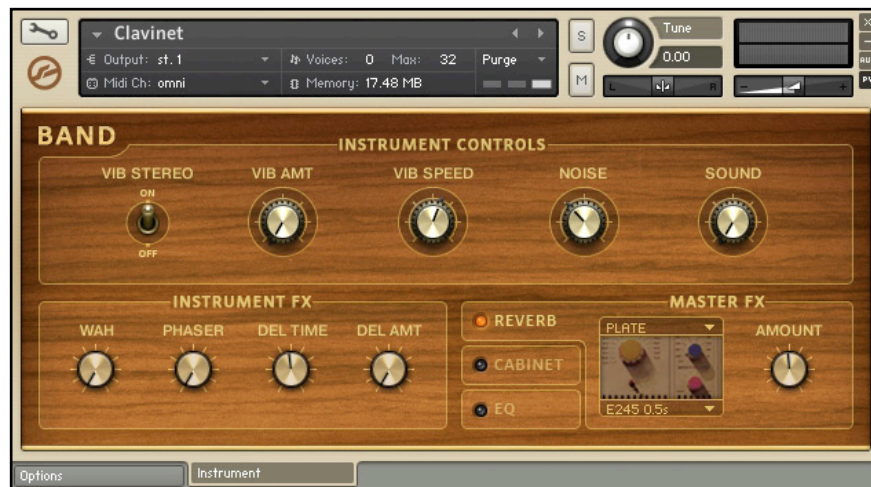 Clavinet
Output: st. 1
Voices: 0 Max: 32
Purge
Midi Ch: omni
Memory: 17.48 MB
S
M
Tune
0.00
L
R
AU
PV
BAND
INSTRUMENT CONTROLS
VIB STEREO
VIB AMT
VIB SPEED
NOISE
SOUND
ON
OFF
INSTRUMENT FX
WAH
PHASER
DEL TIME
DEL AMT
REVERB
CABINET
EQ
MASTER FX
PLATE
E245 0.5s
AMOUNT
Options
Instrument